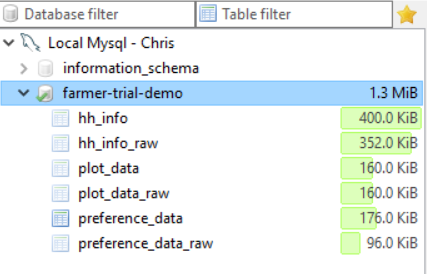 Database filter Table filter
Local Mysql - Chris
information_schema
farmer-trial-demo 1.3 MiB
hh_info 400.0 KiB
hh_info_raw 352.0 KiB
plot_data 160.0 KiB
plot_data_raw 160.0 KiB
preference_data 176.0 KiB
preference_data_raw 96.0 KiB